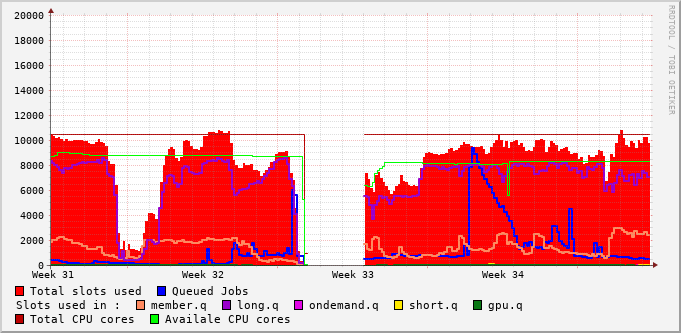 20000
18000
16000
14000
12000
10000
8000
6000
4000
2000
0
Week 31 Week 32 Week 33 Week 34
Total slots used Queued Jobs
Slots used in : member.q long.q ondemand.q short.q gpu.q
Total CPU cores Availale CPU cores
RRDTOOL / TOBI OETIKER